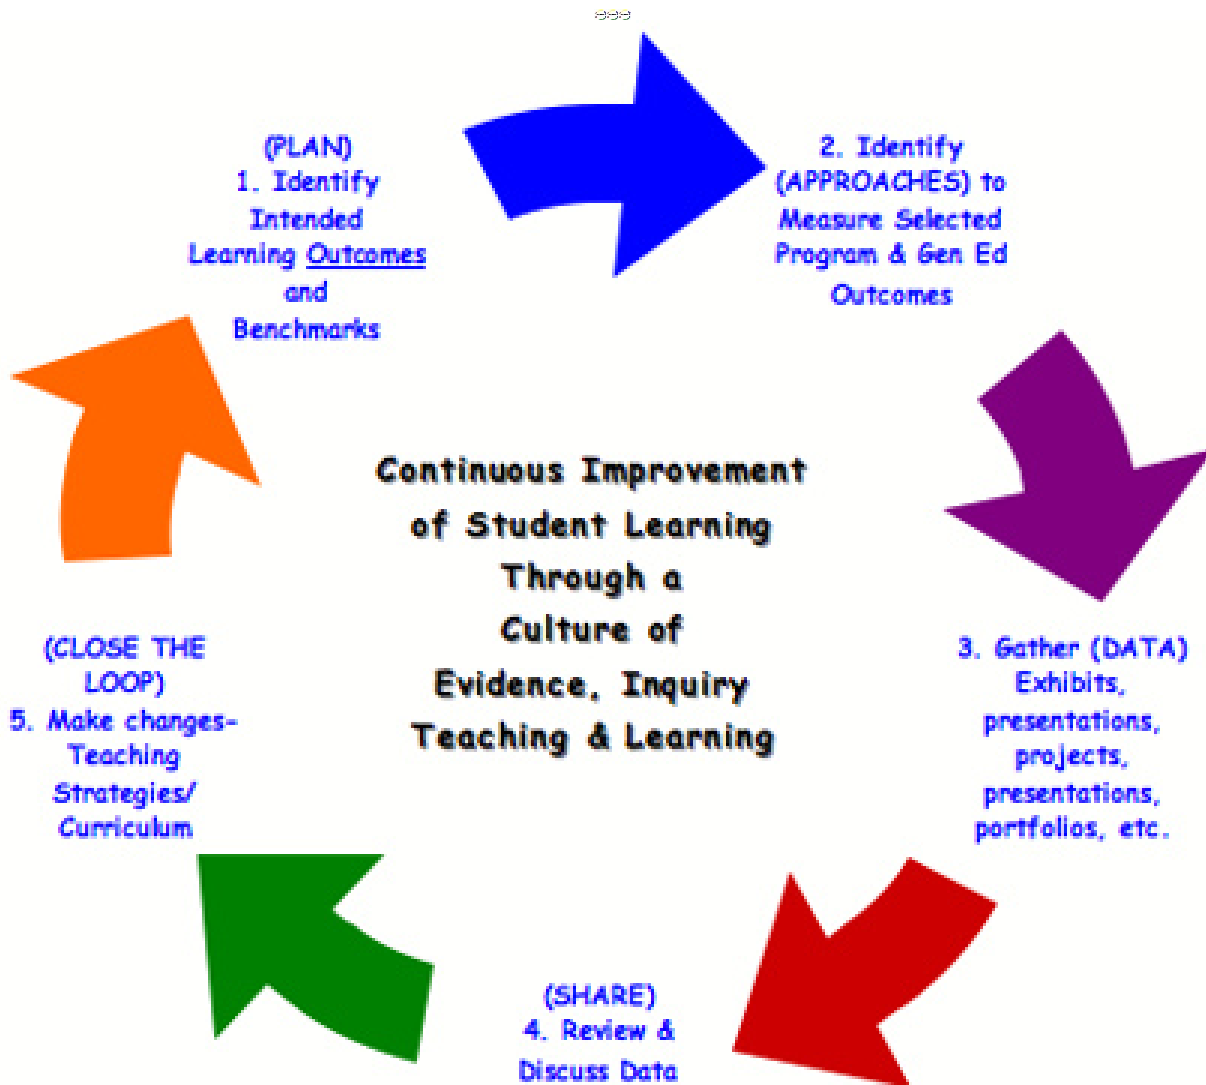 (PLAN)
1. Identify
Intended
Learning Outcomes
and
Benchmarks
2. Identify
(APPROACHES) to
Measure Selected
Program & Gen Ed
Outcomes
3. Gather (DATA)
Exhibits,
presentations,
projects,
presentations,
portfolios, etc.
(SHARE)
4. Review &
Discuss Data
(CLOSE THE
LOOP)
5. Make changes-
Teaching
Strategies/
Curriculum
Continuous Improvement
of Student Learning
Through a
Culture of
Evidence, Inquiry
Teaching & Learning